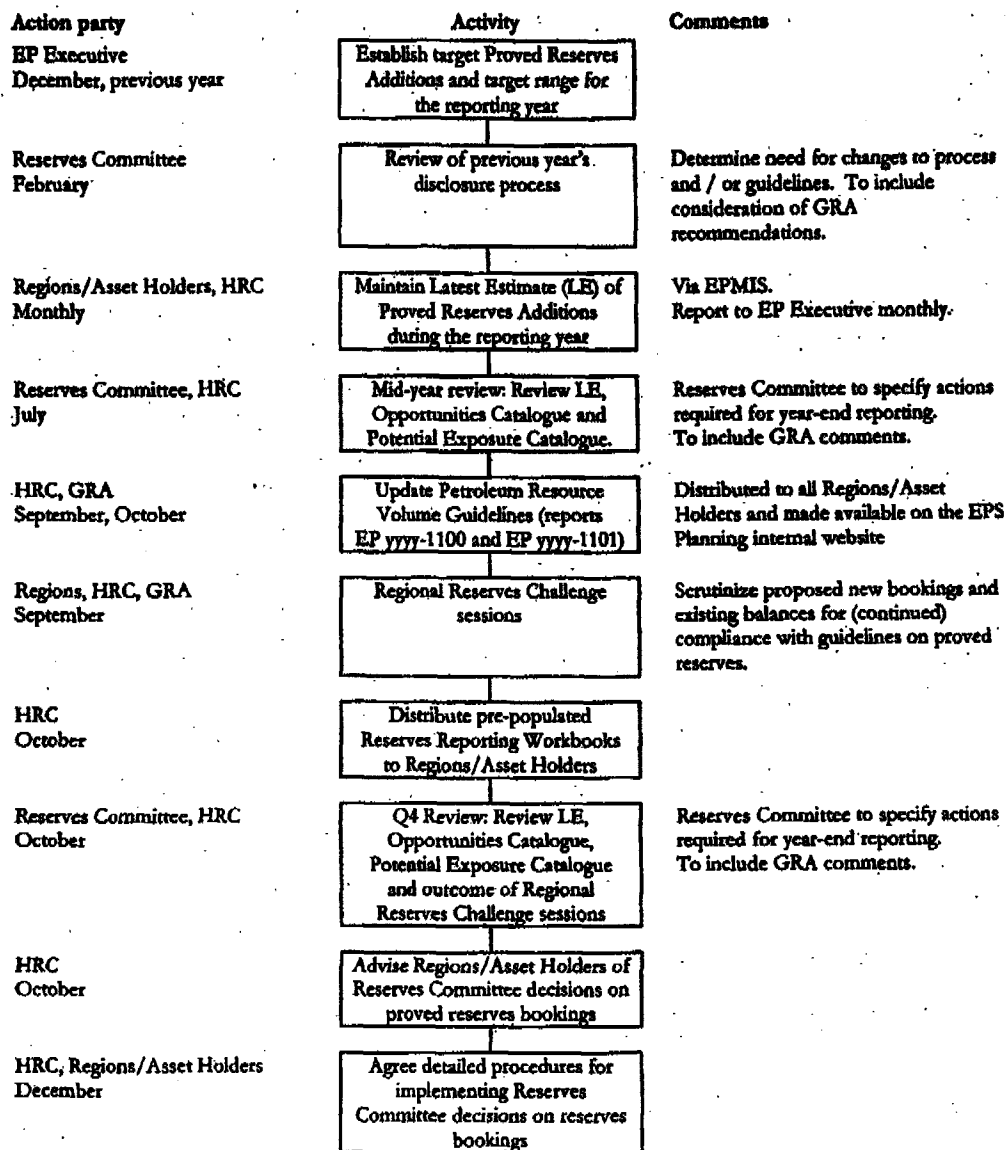 Action party
Activity
Comments
EP Executive
December, previous year
Establish target Proved Reserves
Additions and target range for
the reporting year
Reserves Committee
February
Review of previous year's
disclosure process
Determine need for changes to process
and / or guidelines. To include
consideration of GRA
recommendations.
Regions/Asset Holders, HRC
Monthly
Maintain Latest Estimate (LE) of
Proved Reserves Additions
during the reporting year
Via EPMIS.
Report to EP Executive monthly.
Reserves Committee, HRC
July
Mid-year review: Review LE,
Opportunities Catalogue and
Potential Exposure Catalogue.
Reserves Committee to specify actions
required for year-end reporting.
To include GRA comments.
HRC, GRA
September, October
Update Petroleum Resource
Volume Guidelines (reports
EP yyyy-1100 and EP yyyy-1101)
Distributed to all Regions/Asset
Holders and made available on the EPS
Planning internal website
Regions, HRC, GRA
September
Regional Reserves Challenge
sessions
Scrutinize proposed new bookings and
existing balances for (continued)
compliance with guidelines on proved
reserves.
HRC
October
Distribute pre-populated
Reserves Reporting Workbooks
to Regions/Asset Holders
Reserves Committee, HRC
October
Q4 Review: Review LE,
Opportunities Catalogue,
Potential Exposure Catalogue
and outcome of Regional
Reserves Challenge sessions
Reserves Committee to specify actions
required for year-end reporting.
To include GRA comments.
HRC
October
Advise Regions/Asset Holders of
Reserves Committee decisions on
proved reserves bookings
HRC, Regions/Asset Holders
December
Agree detailed procedures for
implementing Reserves
Committee decisions on reserves
bookings